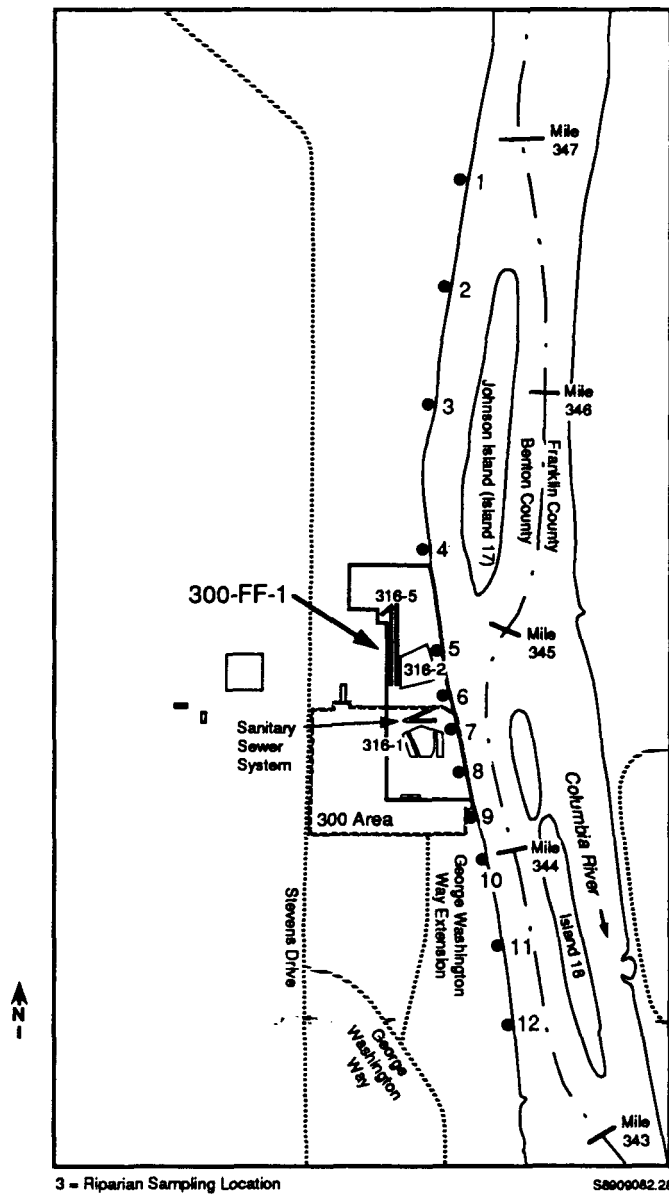 Mile
347
1
2
Johnson Island (Island 17)
3
Mile
346
Franklin County
Benton County
4
300-FF-1
316-5
5
316-2
Mile
345
6
Sanitary
Sewer
System
7
316-1
8
300 Area
9
Mile
344
10
Columbia River
Island 18
George Washington
Way Extension
Stevens Drive
11
12
N
George
Washington
Way
Mile
343
3 = Riparian Sampling Location